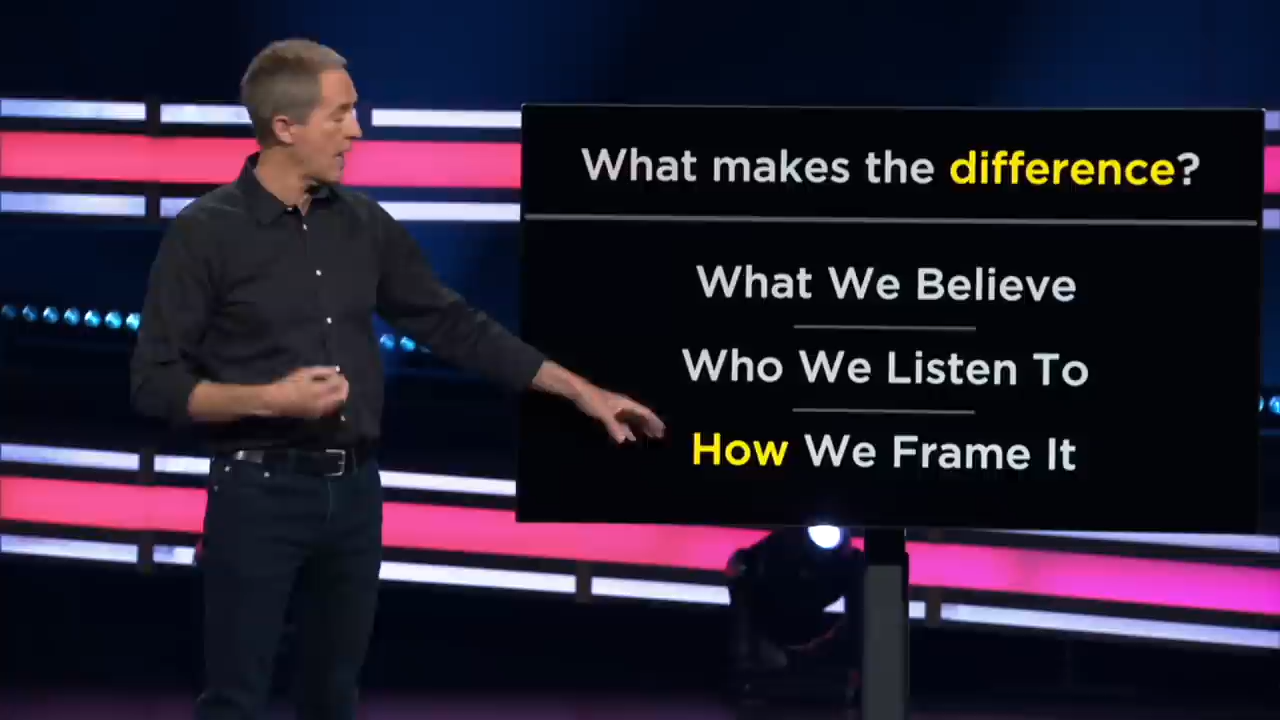 What makes the difference?
What We Believe
Who We Listen To
How We Frame It